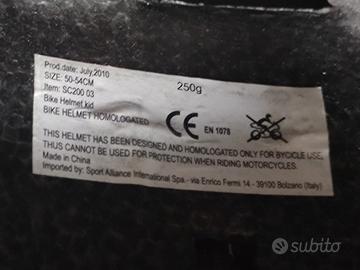 Prod.date: July,2010
SIZE: 50-54CM
250g
Item: SC200 03
Bike Helmet.kid
BIKE HELMET HOMOLOGATED
CE EN 1078
THIS HELMET HAS BEEN DESIGNED AND HOMOLOGATED ONLY FOR BYCICLE USE,
THUS CANNOT BE USED FOR PROTECTION WHEN RIDING MOTORCYCLES.
Made in China
Imported by: Sport Alliance International Spa.- via Enrico Fermi 14 - 39100 Bolzano (Italy)
subito